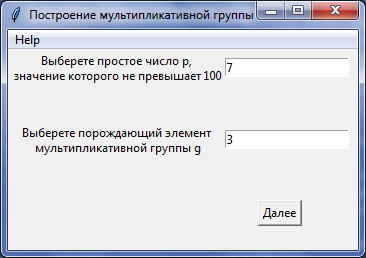 Построение мультипликативной группы
Help
Выберете простое число p,
значение которого не превышает 100
7
Выберете порождающий элемент
мультипликативной группы g
3
Далее